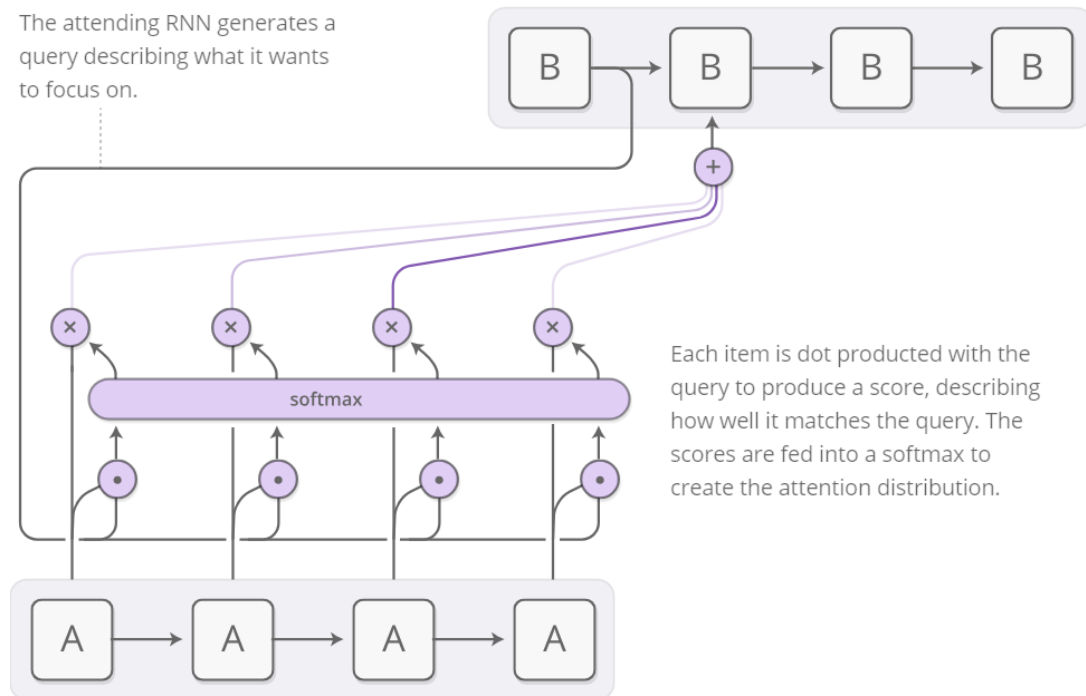 The attending RNN generates a
query describing what it wants
to focus on.
B B B B
+
× × × ×
softmax
Each item is dot producted with the
query to produce a score, describing
how well it matches the query. The
scores are fed into a softmax to
create the attention distribution.
• • • •
A A A A